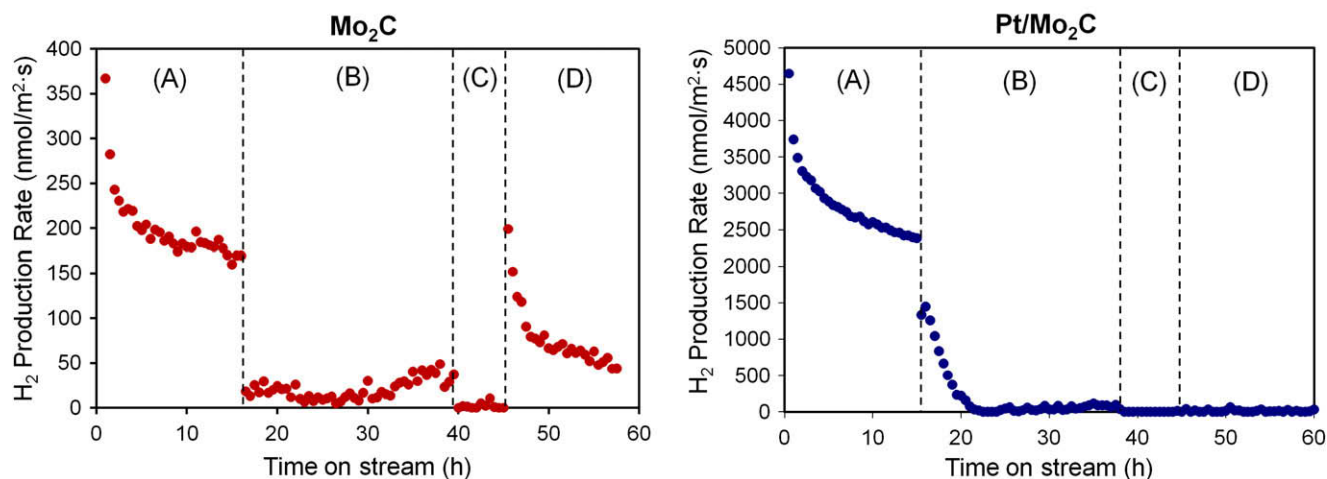 Mo₂C
H₂ Production Rate (nmol/m²·s)
400
350
300
250
200
150
100
50
0
(A)
(B)
(C)
(D)
0
10
20
30
40
50
60
Time on stream (h)
Pt/Mo₂C
H₂ Production Rate (nmol/m²·s)
5000
4500
4000
3500
3000
2500
2000
1500
1000
500
0
(A)
(B)
(C)
(D)
0
10
20
30
40
50
60
Time on stream (h)